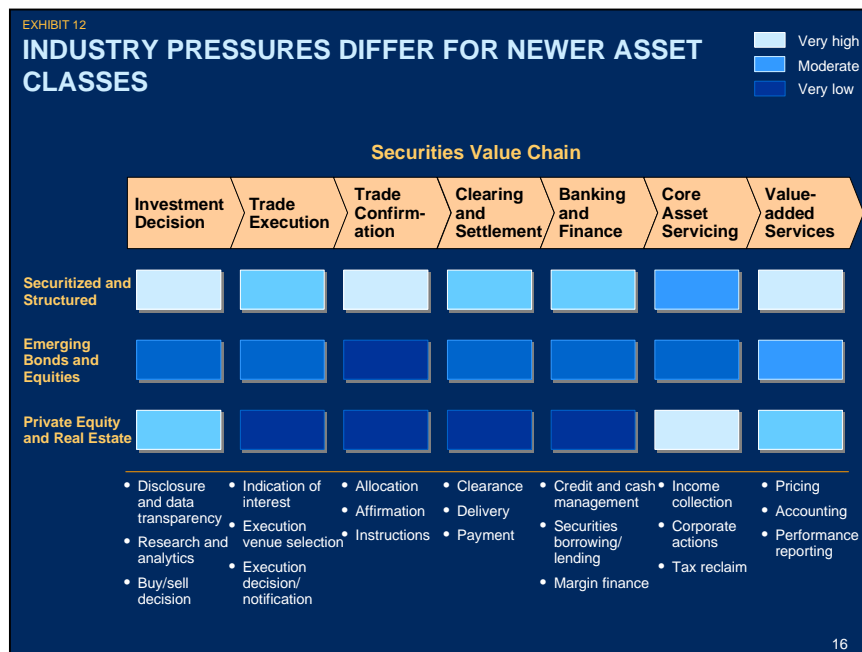 EXHIBIT 12
INDUSTRY PRESSURES DIFFER FOR NEWER ASSET
CLASSES
Very high
Moderate
Very low
Securities Value Chain
Investment
Decision
Trade
Execution
Trade
Confirm-
ation
Clearing
and
Settlement
Banking
and
Finance
Core
Asset
Servicing
Value-
added
Services
Securitized and
Structured
Emerging
Bonds and
Equities
Private Equity
and Real Estate
• Disclosure
and data
transparency
• Research and
analytics
• Buy/sell
decision
• Indication of
interest
• Execution
venue selection
• Execution
decision/
notification
• Allocation
• Affirmation
• Instructions
• Clearance
• Delivery
• Payment
• Credit and cash
management
• Securities
borrowing/
lending
• Margin finance
• Income
collection
• Corporate
actions
• Tax reclaim
• Pricing
• Accounting
• Performance
reporting
16